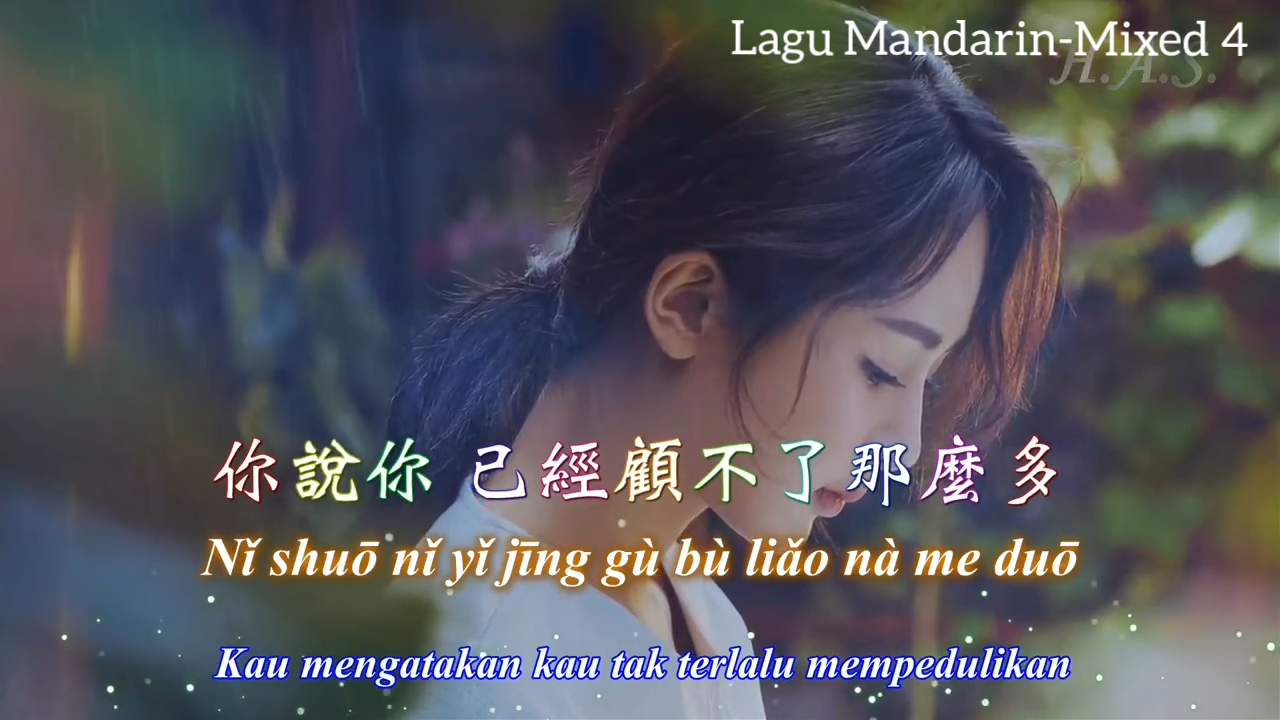 Lagu Mandarin-Mixed 4
H.A.S.
你說你 已經顧不了那麼多
Nǐ shuō nǐ yǐ jīng gù bù liǎo nà me duō
Kau mengatakan kau tak terlalu mempedulikan